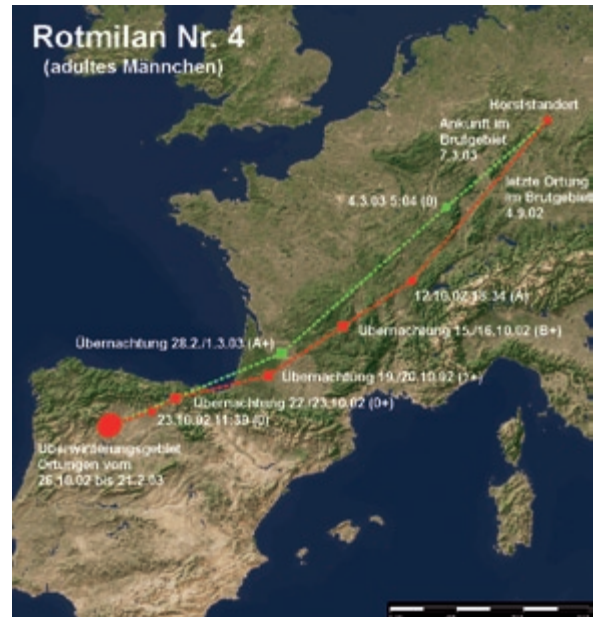 Rotmilan Nr. 4
(adultes Männchen)
Horststandort
Ankunft im
Brutgebiet
7.3.03
letzte Ortung
im Brutgebiet
4.9.02
4.3.03 5:04 (0)
12.10.02 18:34 (A)
Übernachtung 15./16.10.02 (B+)
Übernachtung 28.2./1.3.03 (A+)
Übernachtung 19./20.10.02
Übernachtung 22./23.10.02 (0+)
23.10.02 11:39 (0)
Überwinterungsgebiet
Ortungen vom
26.10.02 bis 21.2.03